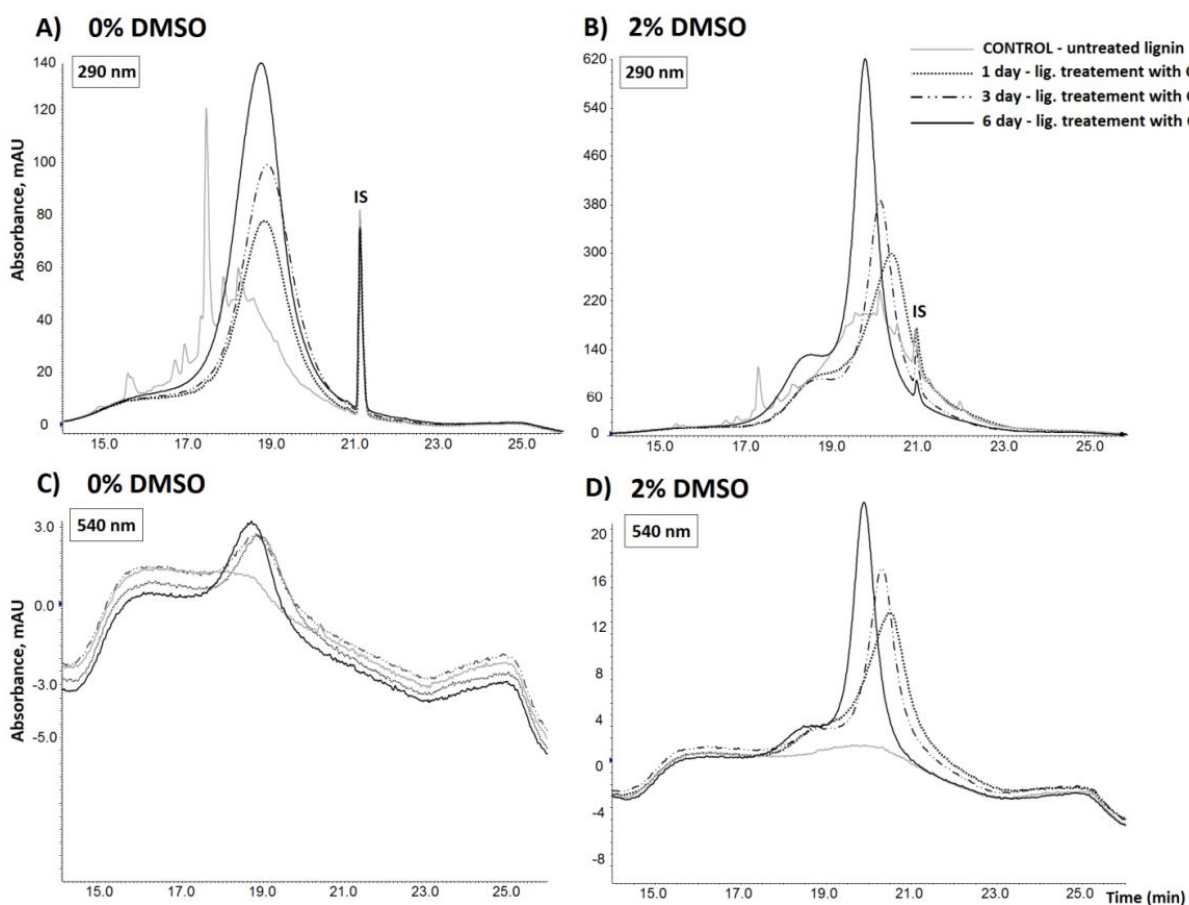 A) 0% DMSO
290 nm
Absorbance, mAU
140
120
100
80
60
40
20
0
15.0 17.0 19.0 21.0 23.0 25.0
IS
B) 2% DMSO
290 nm
CONTROL - untreated lignin
1 day - lig. treatement with
3 day - lig. treatement with
6 day - lig. treatement with
620
540
460
380
300
220
140
60
0
15.0 17.0 19.0 21.0 23.0 25.0
IS
C) 0% DMSO
540 nm
Absorbance, mAU
3.0
0.0
-3.0
-5.0
15.0 17.0 19.0 21.0 23.0 25.0
D) 2% DMSO
540 nm
20
16
12
8
4
0
-4
-8
15.0 17.0 19.0 21.0 23.0 25.0
Time (min)